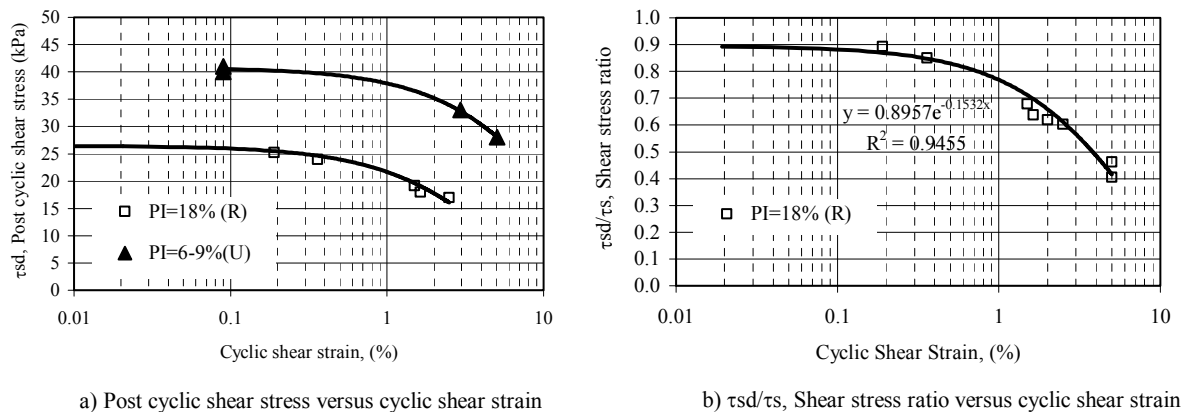 τsd, Post cyclic shear stress (kPa)
50
45
40
35
30
25
20
15
10
5
0
PI=18% (R)
PI=6-9%(U)
0.01
0.1
1
10
Cyclic shear strain, (%)
a) Post cyclic shear stress versus cyclic shear strain
τsd/τs, Shear stress ratio
1.0
0.9
0.8
0.7
0.6
0.5
0.4
0.3
0.2
0.1
0.0
y = 0.8957e^-0.1532x
R² = 0.9455
PI=18% (R)
0.01
0.1
1
10
Cyclic Shear Strain, (%)
b) τsd/τs, Shear stress ratio versus cyclic shear strain